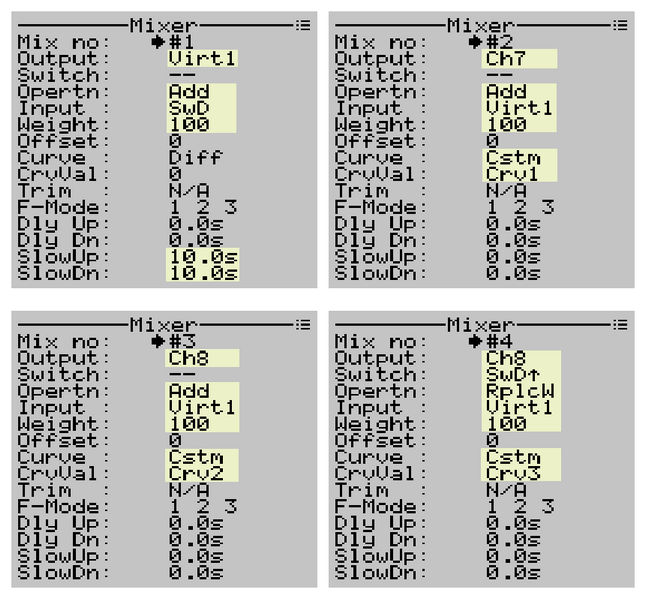 Mixer
Mix no: #1
Output: Virt1
Switch: --
Opertn: Add
Input : SwD
Weight: 100
Offset: 0
Curve : Diff
CrvVal: 0
Trim  : N/A
F-Mode: 1 2 3
Dly Up: 0.0s
Dly Dn: 0.0s
SlowUp: 10.0s
SlowDn: 10.0s
Mixer
Mix no: #2
Output: Ch7
Switch: --
Opertn: Add
Input : Virt1
Weight: 100
Offset: 0
Curve : Cstm
CrvVal: Crv1
Trim  : N/A
F-Mode: 1 2 3
Dly Up: 0.0s
Dly Dn: 0.0s
SlowUp: 0.0s
SlowDn: 0.0s
Mixer
Mix no: #3
Output: Ch8
Switch: --
Opertn: Add
Input : Virt1
Weight: 100
Offset: 0
Curve : Cstm
CrvVal: Crv2
Trim  : N/A
F-Mode: 1 2 3
Dly Up: 0.0s
Dly Dn: 0.0s
SlowUp: 0.0s
SlowDn: 0.0s
Mixer
Mix no: #4
Output: Ch8
Switch: SwD↑
Opertn: RplcW
Input : Virt1
Weight: 100
Offset: 0
Curve : Cstm
CrvVal: Crv3
Trim  : N/A
F-Mode: 1 2 3
Dly Up: 0.0s
Dly Dn: 0.0s
SlowUp: 0.0s
SlowDn: 0.0s